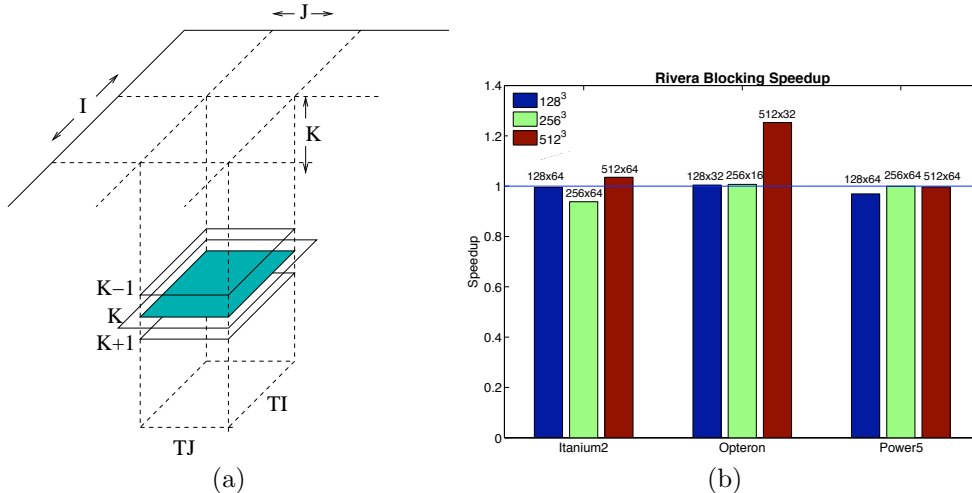 J
I
K
K−1
K
K+1
TI
TJ
(a)
Rivera Blocking Speedup
1.4
1.2
1
0.8
0.6
0.4
0.2
0
Speedup
128³
256³
512³
128x64
256x64
512x64
128x32
256x16
512x32
128x64
256x64
512x64
Itanium2
Opteron
Power5
(b)